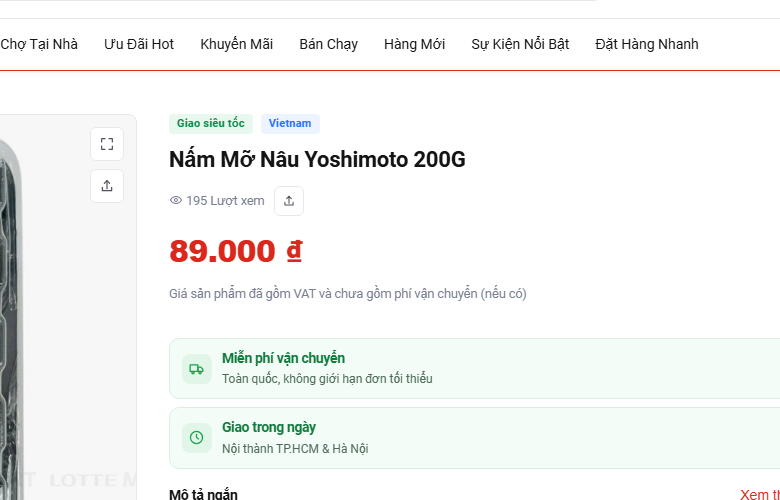 Chợ Tại Nhà Ưu Đãi Hot Khuyến Mãi Bán Chạy Hàng Mới Sự Kiện Nổi Bật Đặt Hàng Nhanh
Giao siêu tốc Vietnam
Nấm Mỡ Nâu Yoshimoto 200G
195 Lượt xem
89.000 ₫
Giá sản phẩm đã gồm VAT và chưa gồm phí vận chuyển (nếu có)
Miễn phí vận chuyển
Toàn quốc, không giới hạn đơn tối thiểu
Giao trong ngày
Nội thành TP.HCM & Hà Nội
LOTTE
Mô tả ngắn Xem